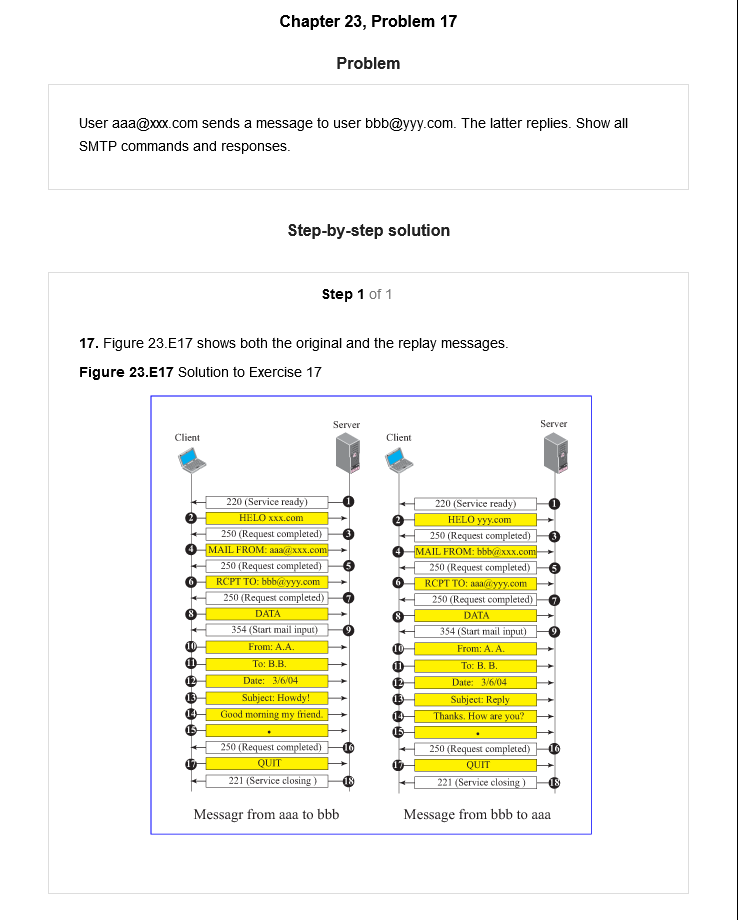 Chapter 23, Problem 17
Problem
User aaa@xxx.com sends a message to user bbb@yyy.com. The latter replies. Show all
SMTP commands and responses.
Step-by-step solution
Step 1 of 1
17. Figure 23.E17 shows both the original and the replay messages.
Figure 23.E17 Solution to Exercise 17
Client
Server
1 220 (Service ready)
2 HELO xxx.com
3 250 (Request completed)
4 MAIL FROM: aaa@xxx.com
5 250 (Request completed)
6 RCPT TO: bbb@yyy.com
7 250 (Request completed)
8 DATA
9 354 (Start mail input)
10 From: A.A.
11 To: B.B.
12 Date: 3/6/04
13 Subject: Howdy!
14 Good morning my friend.
15 .
16 250 (Request completed)
17 QUIT
18 221 (Service closing )
Messagr from aaa to bbb
Client
Server
1 220 (Service ready)
2 HELO yyy.com
3 250 (Request completed)
4 MAIL FROM: bbb@xxx.com
5 250 (Request completed)
6 RCPT TO: aaa@yyy.com
7 250 (Request completed)
8 DATA
9 354 (Start mail input)
10 From: A. A.
11 To: B. B.
12 Date: 3/6/04
13 Subject: Reply
14 Thanks. How are you?
15 .
16 250 (Request completed)
17 QUIT
18 221 (Service closing )
Message from bbb to aaa